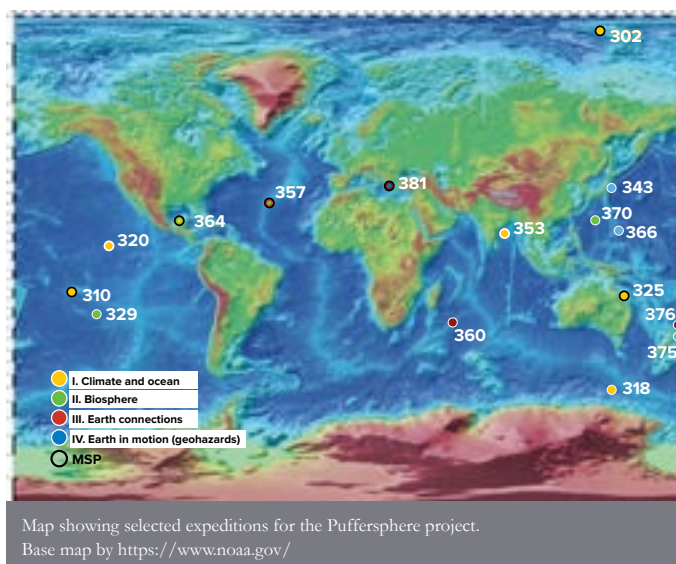 302
343
381
357
370
364
353
366
320
325
310
376
329
360
375
318
I. Climate and ocean
II. Biosphere
III. Earth connections
IV. Earth in motion (geohazards)
MSP
Map showing selected expeditions for the Puffersphere project.
Base map by https://www.noaa.gov/